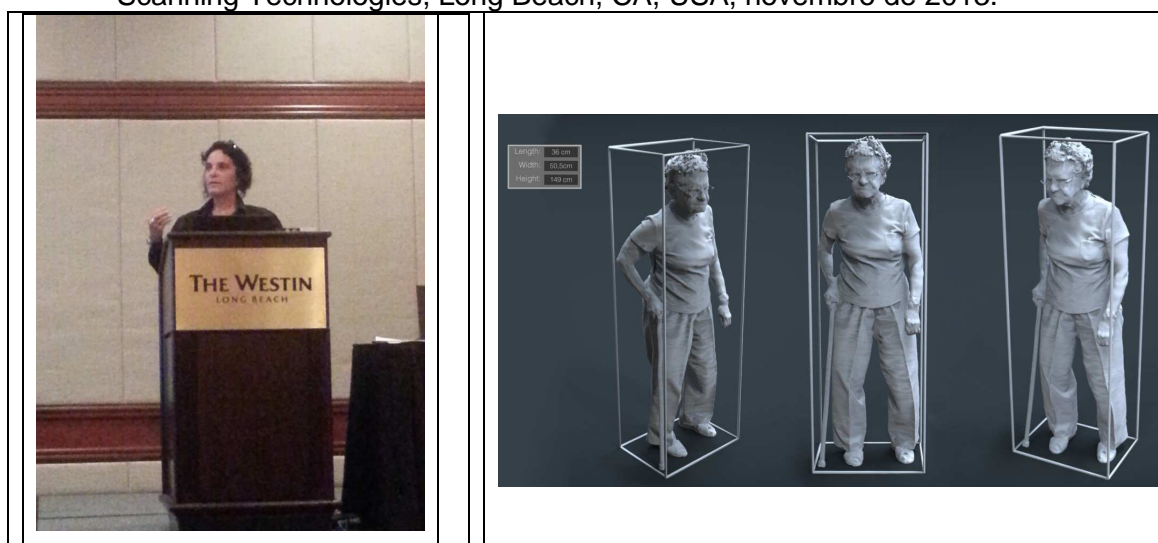 Scanning Technologies, Long Beach, CA, USA, novembro de 2013.
THE WESTIN
LONG BEACH
Length: 36 cm
Width: 50,5cm
Height: 149 cm